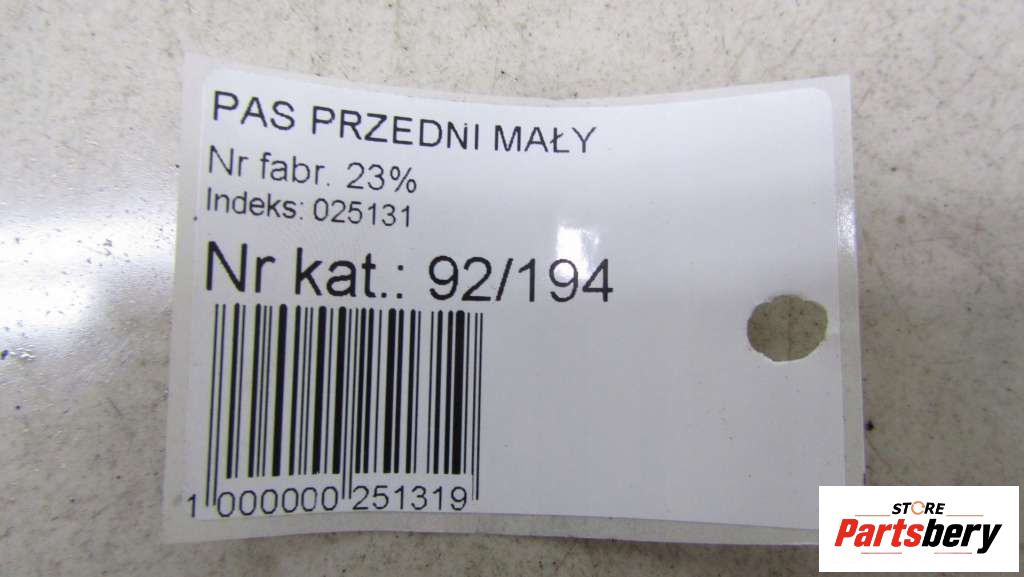 PAS PRZEDNI MAŁY
Nr fabr. 23%
Indeks: 025131
Nr kat.: 92/194
1 000000 251319
STORE
Partsbery